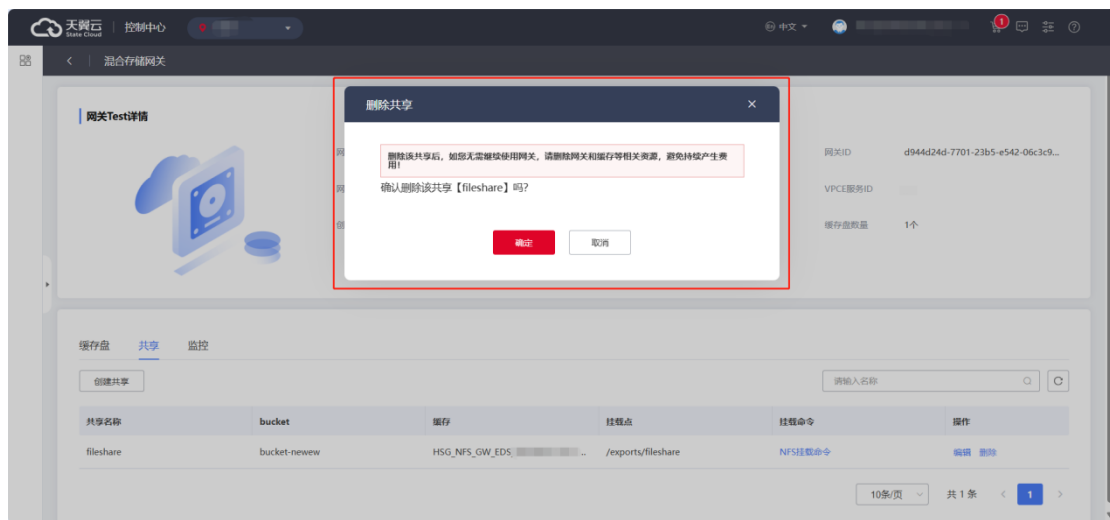 天翼云 State Cloud 控制中心 中文 1
混合存储网关
删除共享
网关Test详情
删除该共享后，如您无需继续使用网关，请删除网关和缓存等相关资源，避免持续产生费
用！
确认删除该共享【fileshare】吗?
确定 取消
网关ID d944d24d-7701-23b5-e542-06c3c9...
VPCE服务ID
缓存盘数量 1个
缓存盘 共享 监控
创建共享 请输入名称
共享名称 bucket 缓存 挂载点 挂载命令 操作
fileshare bucket-newew HSG_NFS_GW_EDS_ .. /exports/fileshare NFS挂载命令 编辑 删除
10条/页 共 1 条 1